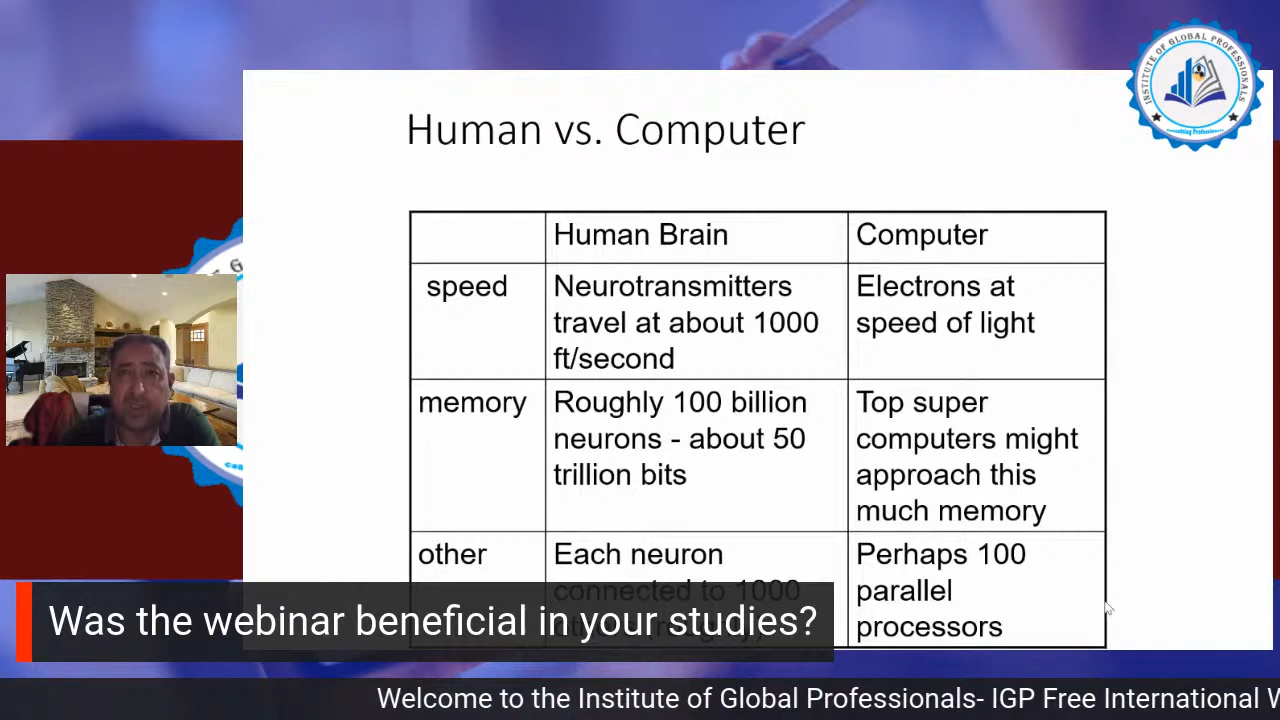 INSTITUTE OF GLOBAL PROFESSIONALS
Consulting Professionals
Human vs. Computer
Human Brain
Computer
speed
Neurotransmitters
travel at about 1000
ft/second
Electrons at
speed of light
memory
Roughly 100 billion
neurons - about 50
trillion bits
Top super
computers might
approach this
much memory
other
Each neuron
connected to 1000
Perhaps 100
parallel
processors
Was the webinar beneficial in your studies?
Welcome to the Institute of Global Professionals- IGP Free International W